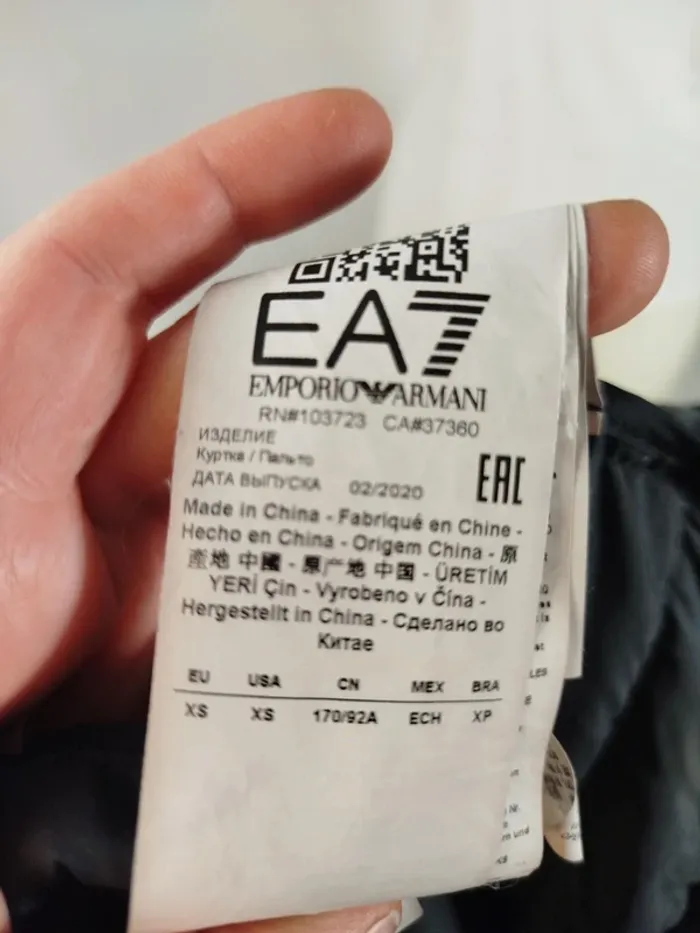 EA7
EMPORIO ARMANI
RN#103723 CA#37360
ИЗДЕЛИЕ
Куртка / Пальто
ДАТА ВЫПУСКА 02/2020
EAC
Made in China - Fabriqué en Chine -
Hecho en China - Origem China - 原
產地 中國 - 原产地 中国 - ÜRETİM
YERİ Çin - Vyrobeno v Čína -
Hergestellt in China - Сделано во
Китае
EU USA CN MEX BRA
XS XS 170/92A ECH XP